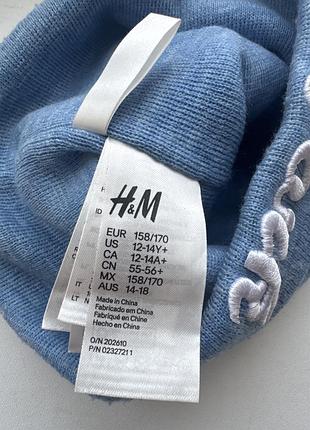 H&M
EUR 158/170
US 12-14Y+
CA 12-14A+
CN 55-56+
MX 158/170
AUS 14-18
Made in China
Fabricado em China
Fabriqué en Chine
Hecho en China
O/N 202610
P/N 02327211